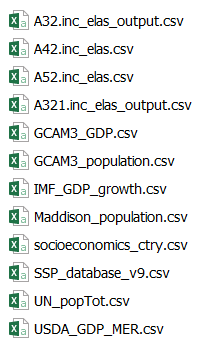 A32.inc_elas_output.csv
A42.inc_elas.csv
A52.inc_elas.csv
A321.inc_elas_output.csv
GCAM3_GDP.csv
GCAM3_population.csv
IMF_GDP_growth.csv
Maddison_population.csv
socioeconomics_ctry.csv
SSP_database_v9.csv
UN_popTot.csv
USDA_GDP_MER.csv